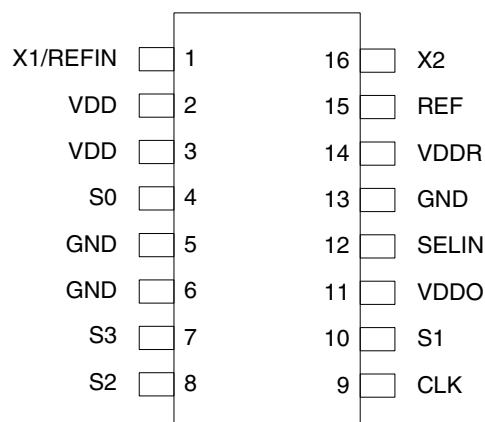 X1/REFIN 1 16 X2
VDD 2 15 REF
VDD 3 14 VDDR
S0 4 13 GND
GND 5 12 SELIN
GND 6 11 VDDO
S3 7 10 S1
S2 8 9 CLK